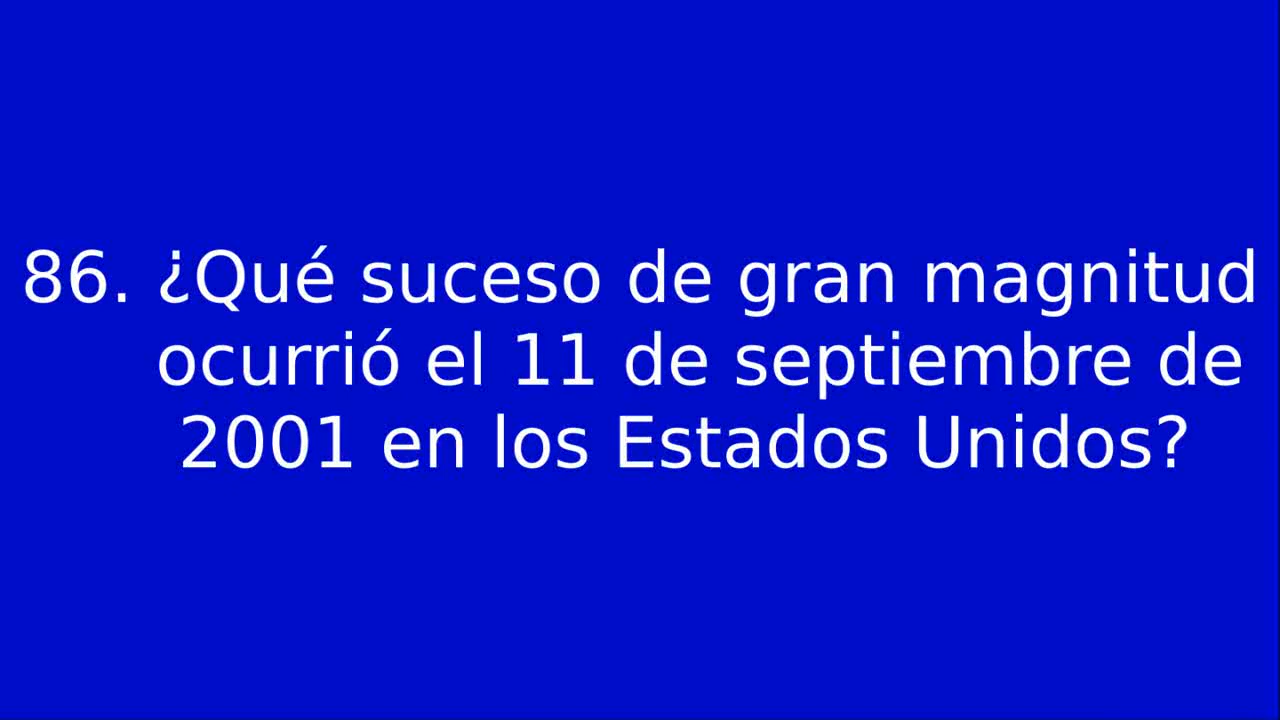 86. ¿Qué suceso de gran magnitud
ocurrió el 11 de septiembre de
2001 en los Estados Unidos?